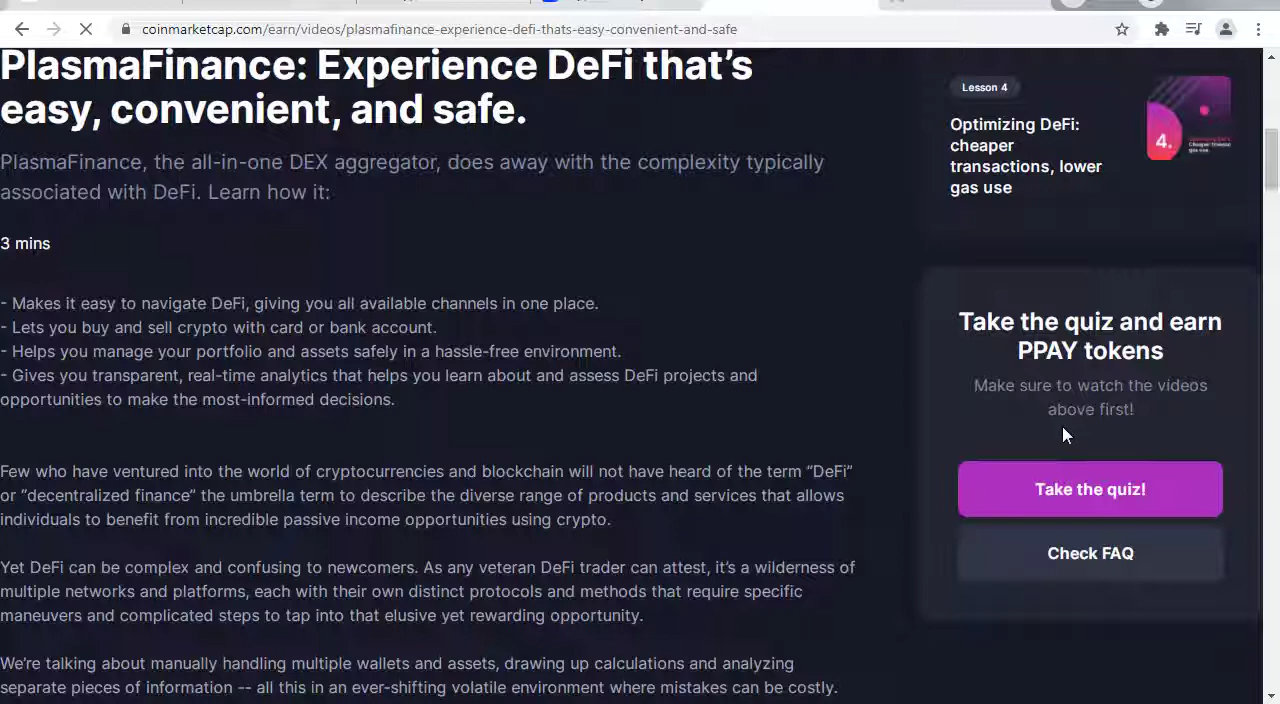 coinmarketcap.com/earn/videos/plasmafinance-experience-defi-thats-easy-convenient-and-safe
PlasmaFinance: Experience DeFi that’s
easy, convenient, and safe.
PlasmaFinance, the all-in-one DEX aggregator, does away with the complexity typically
associated with DeFi. Learn how it:
3 mins
- Makes it easy to navigate DeFi, giving you all available channels in one place.
- Lets you buy and sell crypto with card or bank account.
- Helps you manage your portfolio and assets safely in a hassle-free environment.
- Gives you transparent, real-time analytics that helps you learn about and assess DeFi projects and
opportunities to make the most-informed decisions.
Few who have ventured into the world of cryptocurrencies and blockchain will not have heard of the term “DeFi”
or “decentralized finance” the umbrella term to describe the diverse range of products and services that allows
individuals to benefit from incredible passive income opportunities using crypto.
Yet DeFi can be complex and confusing to newcomers. As any veteran DeFi trader can attest, it’s a wilderness of
multiple networks and platforms, each with their own distinct protocols and methods that require specific
maneuvers and complicated steps to tap into that elusive yet rewarding opportunity.
We’re talking about manually handling multiple wallets and assets, drawing up calculations and analyzing
separate pieces of information -- all this in an ever-shifting volatile environment where mistakes can be costly.
Lesson 4
Optimizing DeFi:
cheaper
transactions, lower
gas use
4.
Take the quiz and earn
PPAY tokens
Make sure to watch the videos
above first!
Take the quiz!
Check FAQ